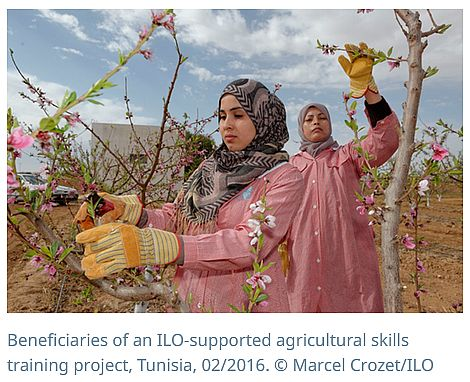 Beneficiaries of an ILO-supported agricultural skills
training project, Tunisia, 02/2016. © Marcel Crozet/ILO